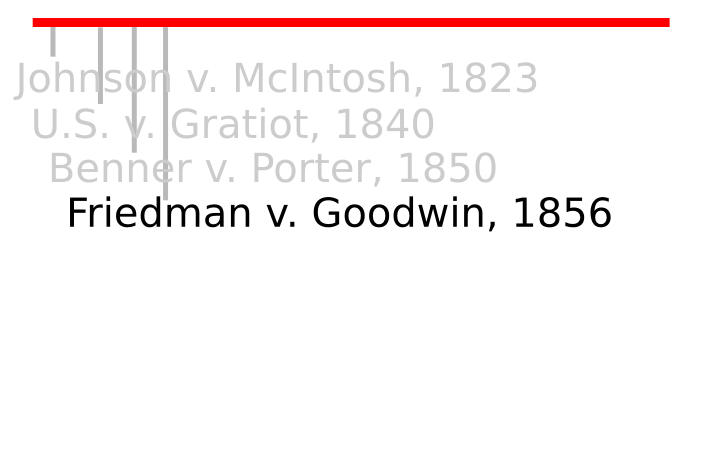 Johnson v. McIntosh, 1823
U.S. v. Gratiot, 1840
Benner v. Porter, 1850
Friedman v. Goodwin, 1856